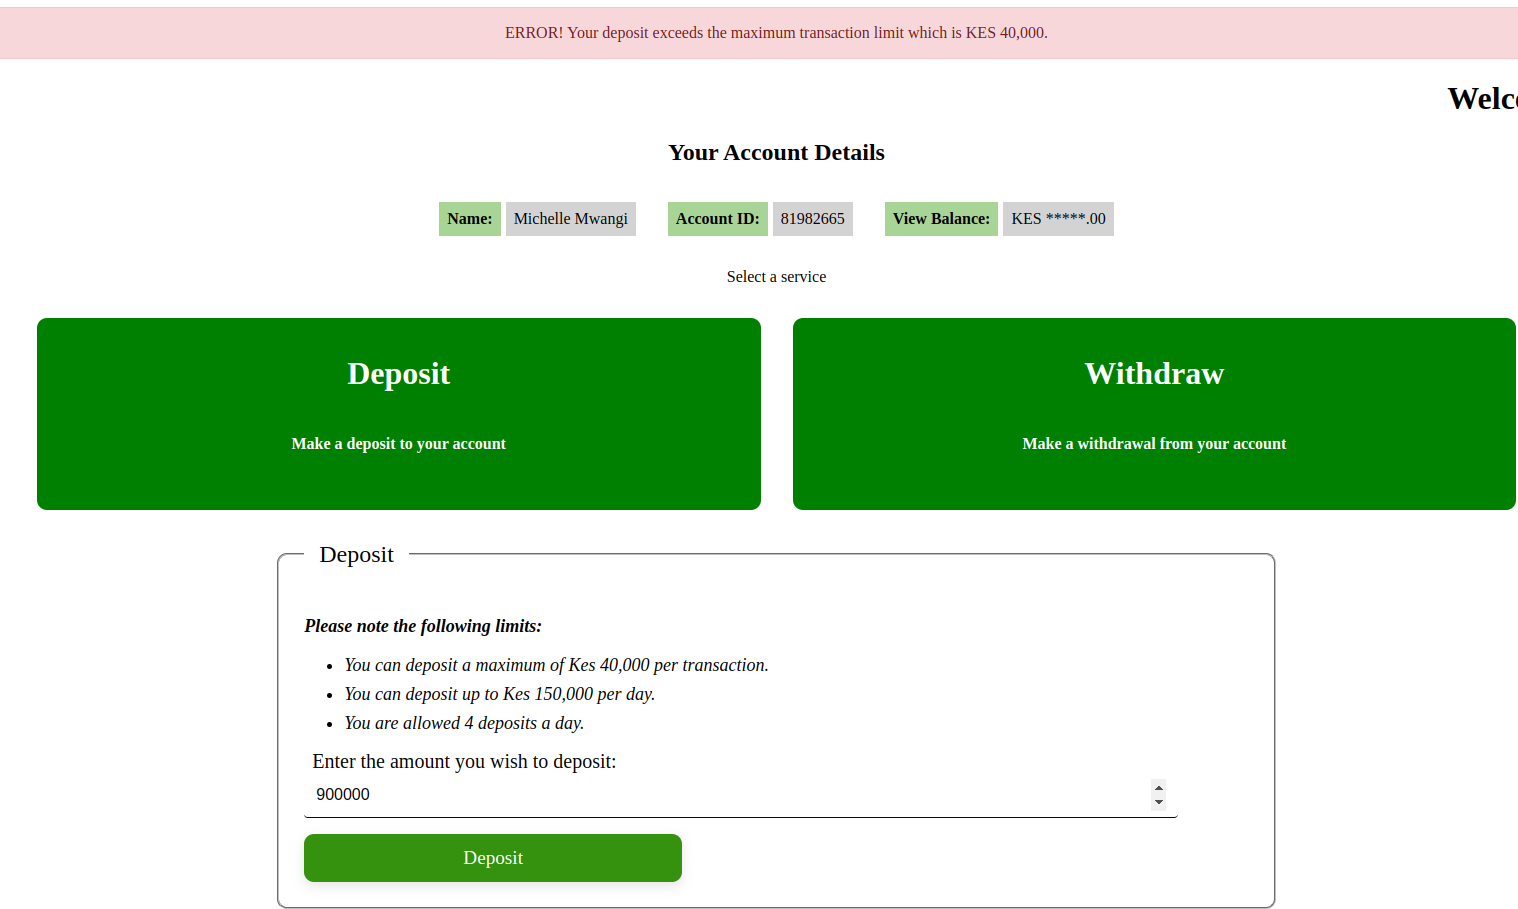 ERROR! Your deposit exceeds the maximum transaction limit which is KES 40,000.
Welc
Your Account Details
Name: Michelle Mwangi Account ID: 81982665 View Balance: KES *****.00
Select a service
Deposit
Make a deposit to your account
Withdraw
Make a withdrawal from your account
Deposit
Please note the following limits:
• You can deposit a maximum of Kes 40,000 per transaction.
• You can deposit up to Kes 150,000 per day.
• You are allowed 4 deposits a day.
Enter the amount you wish to deposit:
900000
Deposit